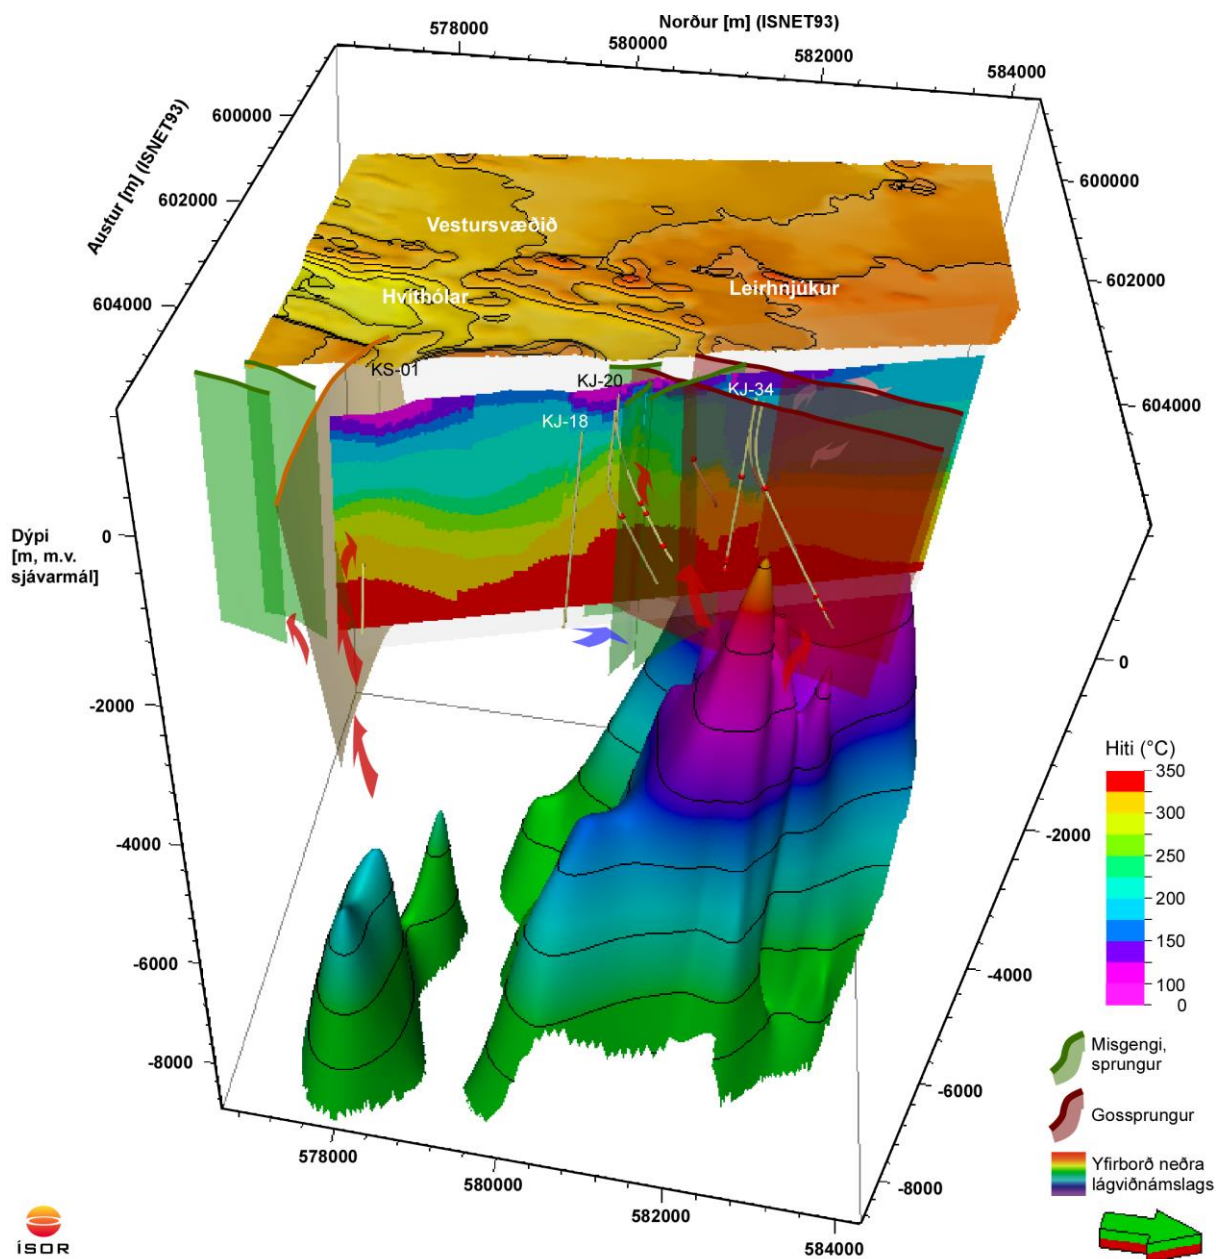 Norður [m] (ISNET93)
578000
580000
582000
584000
Austur [m] (ISNET93)
600000
602000
604000
600000
602000
604000
Vestursvæðið
Hvíthólar
Leirhnjúkur
KS-01
KJ-20
KJ-34
KJ-18
Dýpi
[m, m.v.
sjávarmál]
0
-2000
-4000
-6000
-8000
0
-2000
-4000
-6000
-8000
578000
580000
582000
584000
Hiti (°C)
350
300
250
200
150
100
0
Misgengi,
sprungur
Gossprungur
Yfirborð neðra
lágviðnámslags
ÍSOR